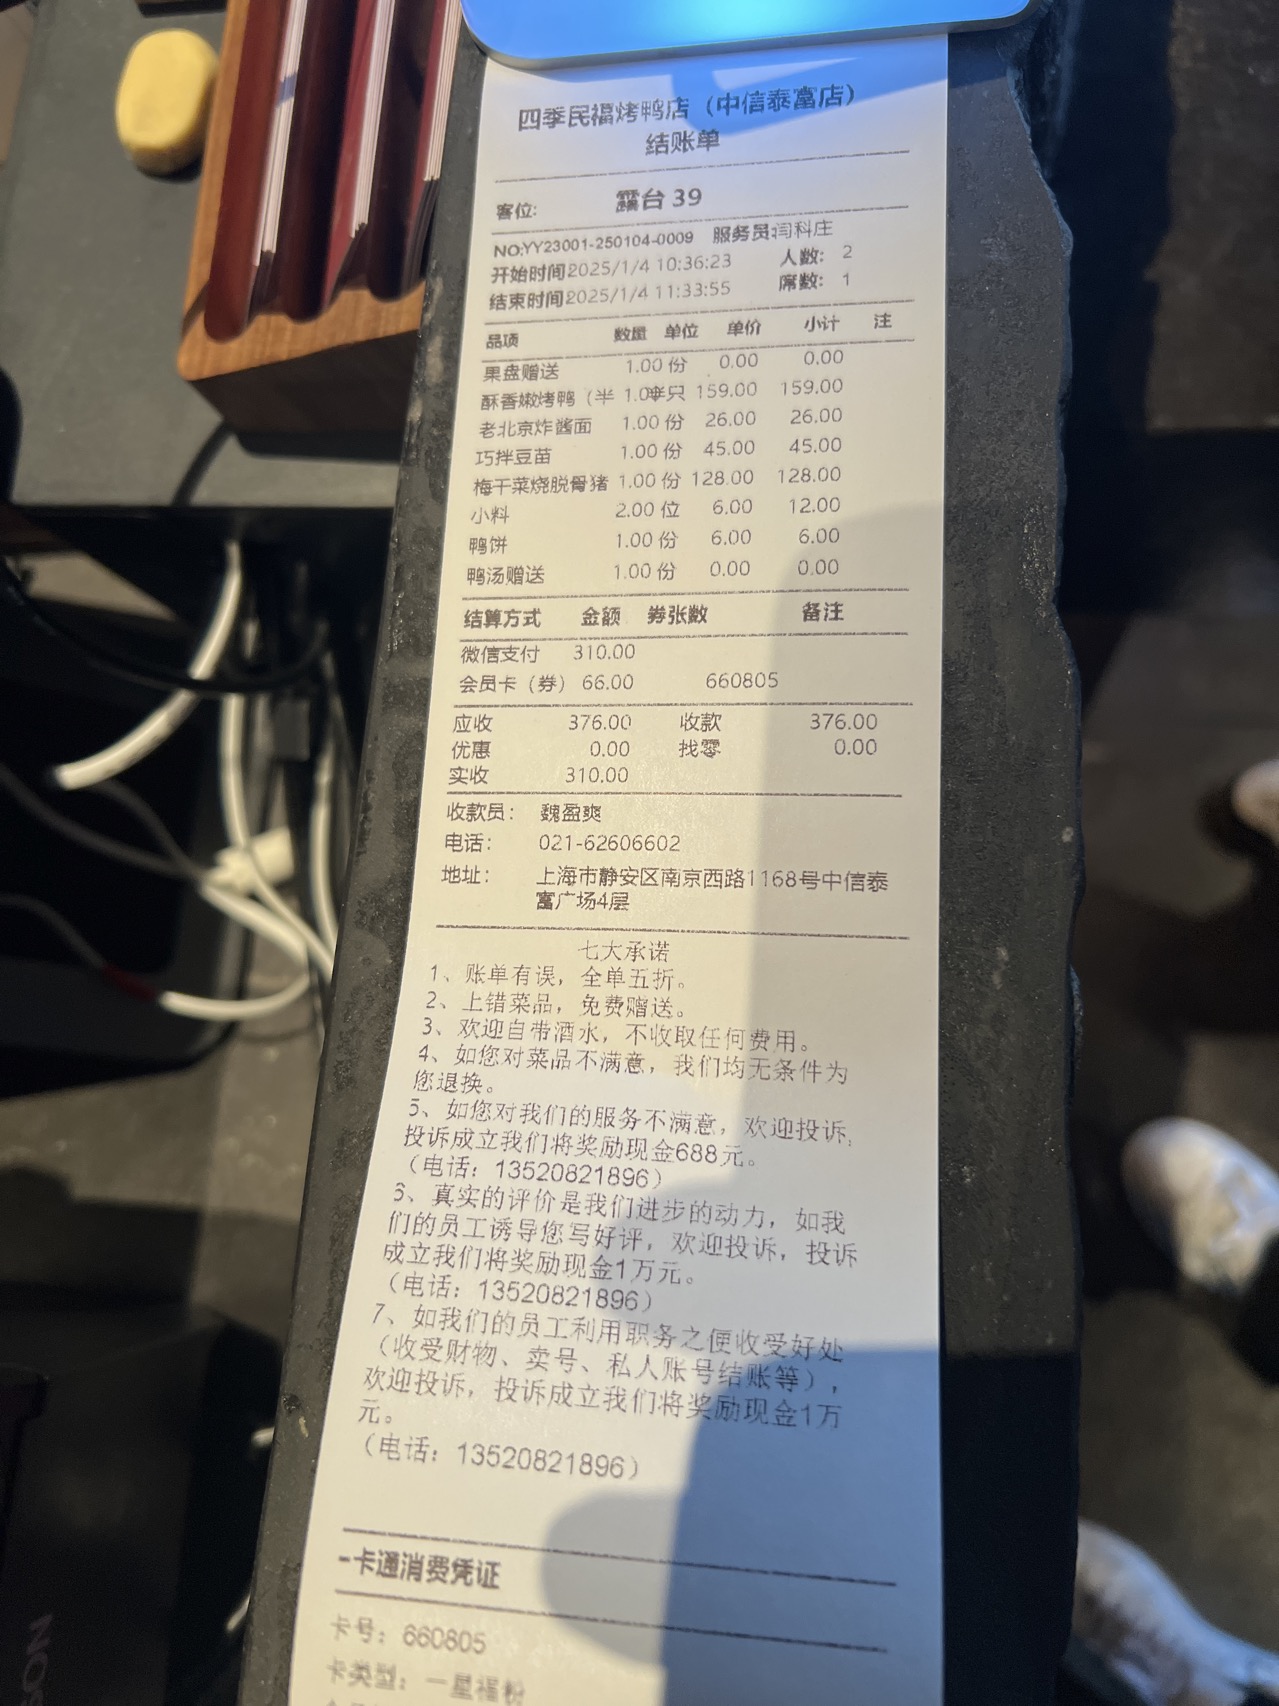 四季民福烤鸭店（中信泰富店）
结账单
客位: 露台 39
NO:YY23001-250104-0009 服务员:闫科庄
开始时间2025/1/4 10:36:23 人数: 2
结束时间2025/1/4 11:33:55 席数: 1
品项 数量 单位 单价 小计 注
果盘赠送 1.00 份 0.00 0.00
酥香嫩烤鸭（半 1.0 只 159.00 159.00
老北京炸酱面 1.00 份 26.00 26.00
巧拌豆苗 1.00 份 45.00 45.00
梅干菜烧脱骨猪 1.00 份 128.00 128.00
小料 2.00 位 6.00 12.00
鸭饼 1.00 份 6.00 6.00
鸭汤赠送 1.00 份 0.00 0.00
结算方式 金额 券张数 备注
微信支付 310.00
会员卡（券） 66.00 660805
应收 376.00 收款 376.00
优惠 0.00 找零 0.00
实收 310.00
收款员: 魏盈爽
电话: 021-62606602
地址: 上海市静安区南京西路1168号中信泰
富广场4层
七大承诺
1、账单有误，全单五折。
2、上错菜品，免费赠送。
3、欢迎自带酒水，不收取任何费用。
4、如您对菜品不满意，我们均无条件为
您退换。
5、如您对我们的服务不满意，欢迎投诉,
投诉成立我们将奖励现金688元。
（电话：13520821896）
6、真实的评价是我们进步的动力，如我
们的员工诱导您写好评，欢迎投诉，投诉
成立我们将奖励现金1万元。
（电话：13520821896）
7、如我们的员工利用职务之便收受好处
（收受财物、卖号、私人账号结账等），
欢迎投诉，投诉成立我们将奖励现金1万
元。
（电话：13520821896）
-卡通消费凭证
卡号：660805
卡类型：一星福粉